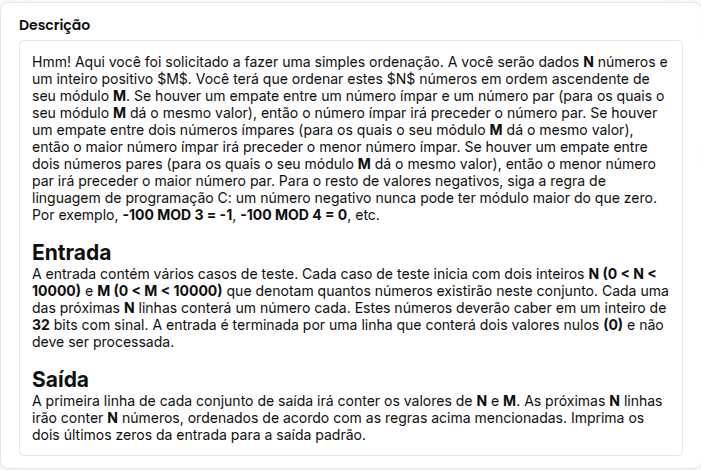 Descrição
Hmm! Aqui você foi solicitado a fazer uma simples ordenação. A você serão dados N números e
um inteiro positivo $M$. Você terá que ordenar estes $N$ números em ordem ascendente de
seu módulo M. Se houver um empate entre um número ímpar e um número par (para os quais o
seu módulo M dá o mesmo valor), então o número ímpar irá preceder o número par. Se houver
um empate entre dois números ímpares (para os quais o seu módulo M dá o mesmo valor),
então o maior número ímpar irá preceder o menor número ímpar. Se houver um empate entre
dois números pares (para os quais o seu módulo M dá o mesmo valor), então o menor número
par irá preceder o maior número par. Para o resto de valores negativos, siga a regra de
linguagem de programação C: um número negativo nunca pode ter módulo maior do que zero.
Por exemplo, -100 MOD 3 = -1, -100 MOD 4 = 0, etc.
Entrada
A entrada contém vários casos de teste. Cada caso de teste inicia com dois inteiros N (0 < N <
10000) e M (0 < M < 10000) que denotam quantos números existirão neste conjunto. Cada uma
das próximas N linhas conterá um número cada. Estes números deverão caber em um inteiro de
32 bits com sinal. A entrada é terminada por uma linha que conterá dois valores nulos (0) e não
deve ser processada.
Saída
A primeira linha de cada conjunto de saída irá conter os valores de N e M. As próximas N linhas
irão conter N números, ordenados de acordo com as regras acima mencionadas. Imprima os
dois últimos zeros da entrada para a saída padrão.